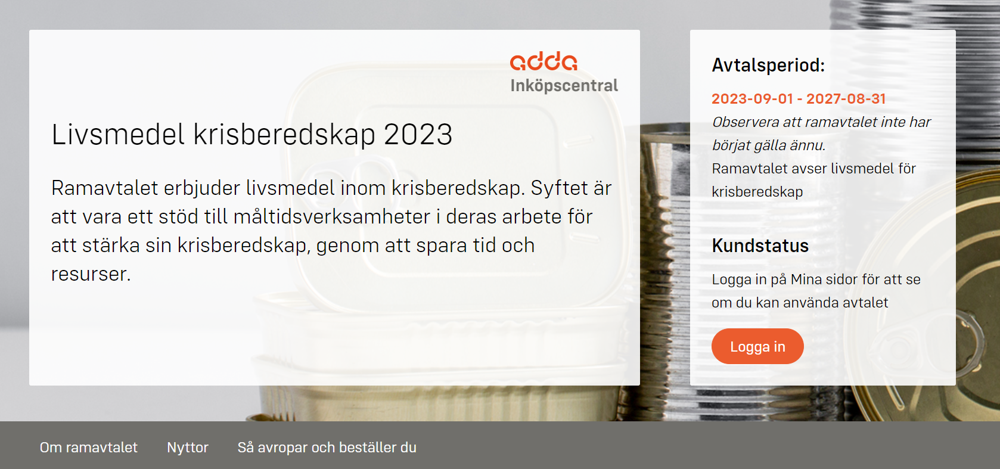 adda
Inköpscentral
Livsmedel krisberedskap 2023
Ramavtalet erbjuder livsmedel inom krisberedskap. Syftet är
att vara ett stöd till måltidsverksamheter i deras arbete för
att stärka sin krisberedskap, genom att spara tid och
resurser.
Avtalsperiod:
2023-09-01 - 2027-08-31
Observera att ramavtalet inte har
börjat gälla ännu.
Ramavtalet avser livsmedel för
krisberedskap
Kundstatus
Logga in på Mina sidor för att se
om du kan använda avtalet
Logga in
Om ramavtalet
Nyttor
Så avropar och beställer du